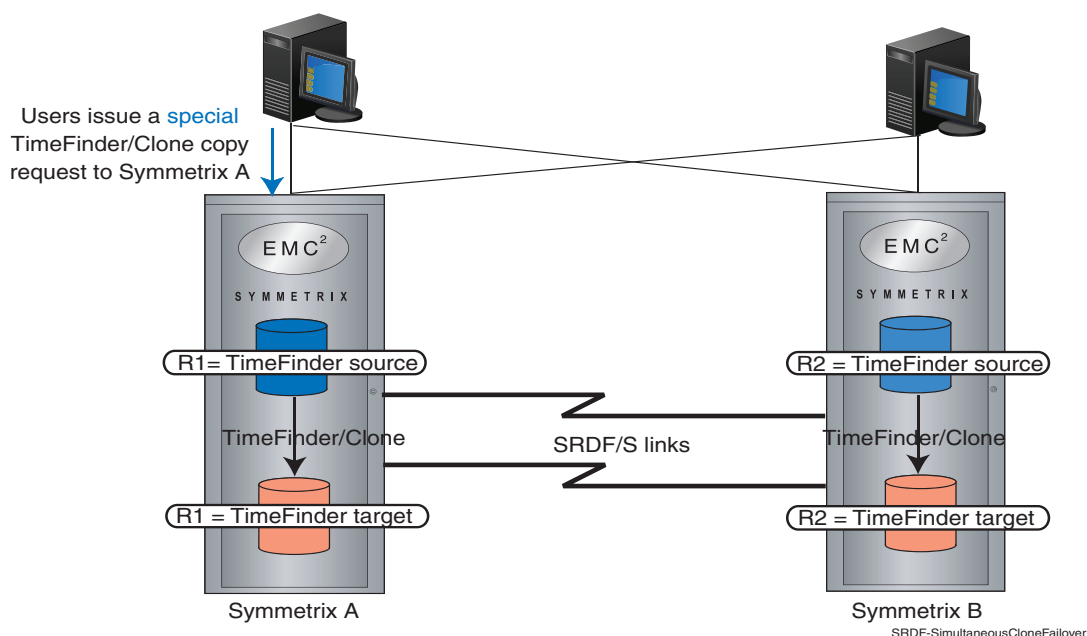 Users issue a special
TimeFinder/Clone copy
request to Symmetrix A
EMC²
SYMMETRIX
R1= TimeFinder source
TimeFinder/Clone
R1 = TimeFinder target
Symmetrix A
SRDF/S links
EMC²
SYMMETRIX
R2 = TimeFinder source
TimeFinder/Clone
R2 = TimeFinder target
Symmetrix B
SRDF-SimultaneousCloneFailover